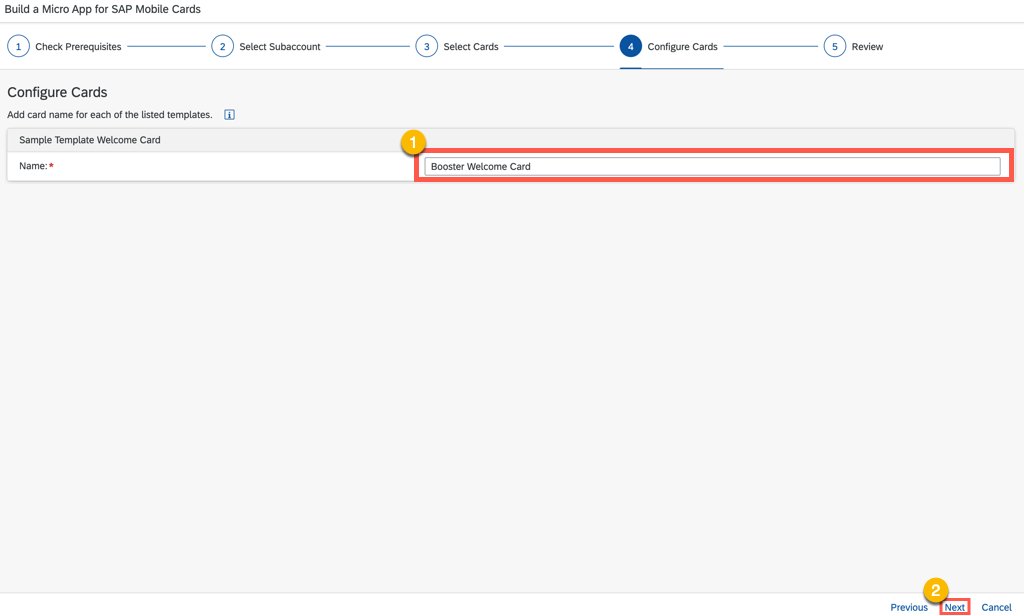 Build a Micro App for SAP Mobile Cards
1 Check Prerequisites 2 Select Subaccount 3 Select Cards 4 Configure Cards 5 Review
Configure Cards
Add card name for each of the listed templates. i
Sample Template Welcome Card
1
Name:* Booster Welcome Card
2
Previous Next Cancel